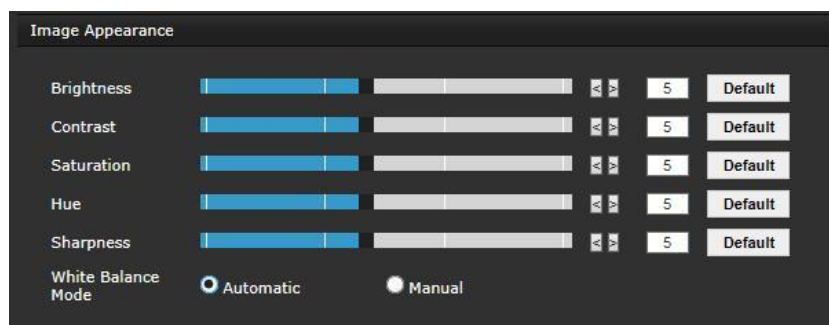 Image Appearance
Brightness < > 5 Default
Contrast < > 5 Default
Saturation < > 5 Default
Hue < > 5 Default
Sharpness < > 5 Default
White Balance
Mode Automatic Manual